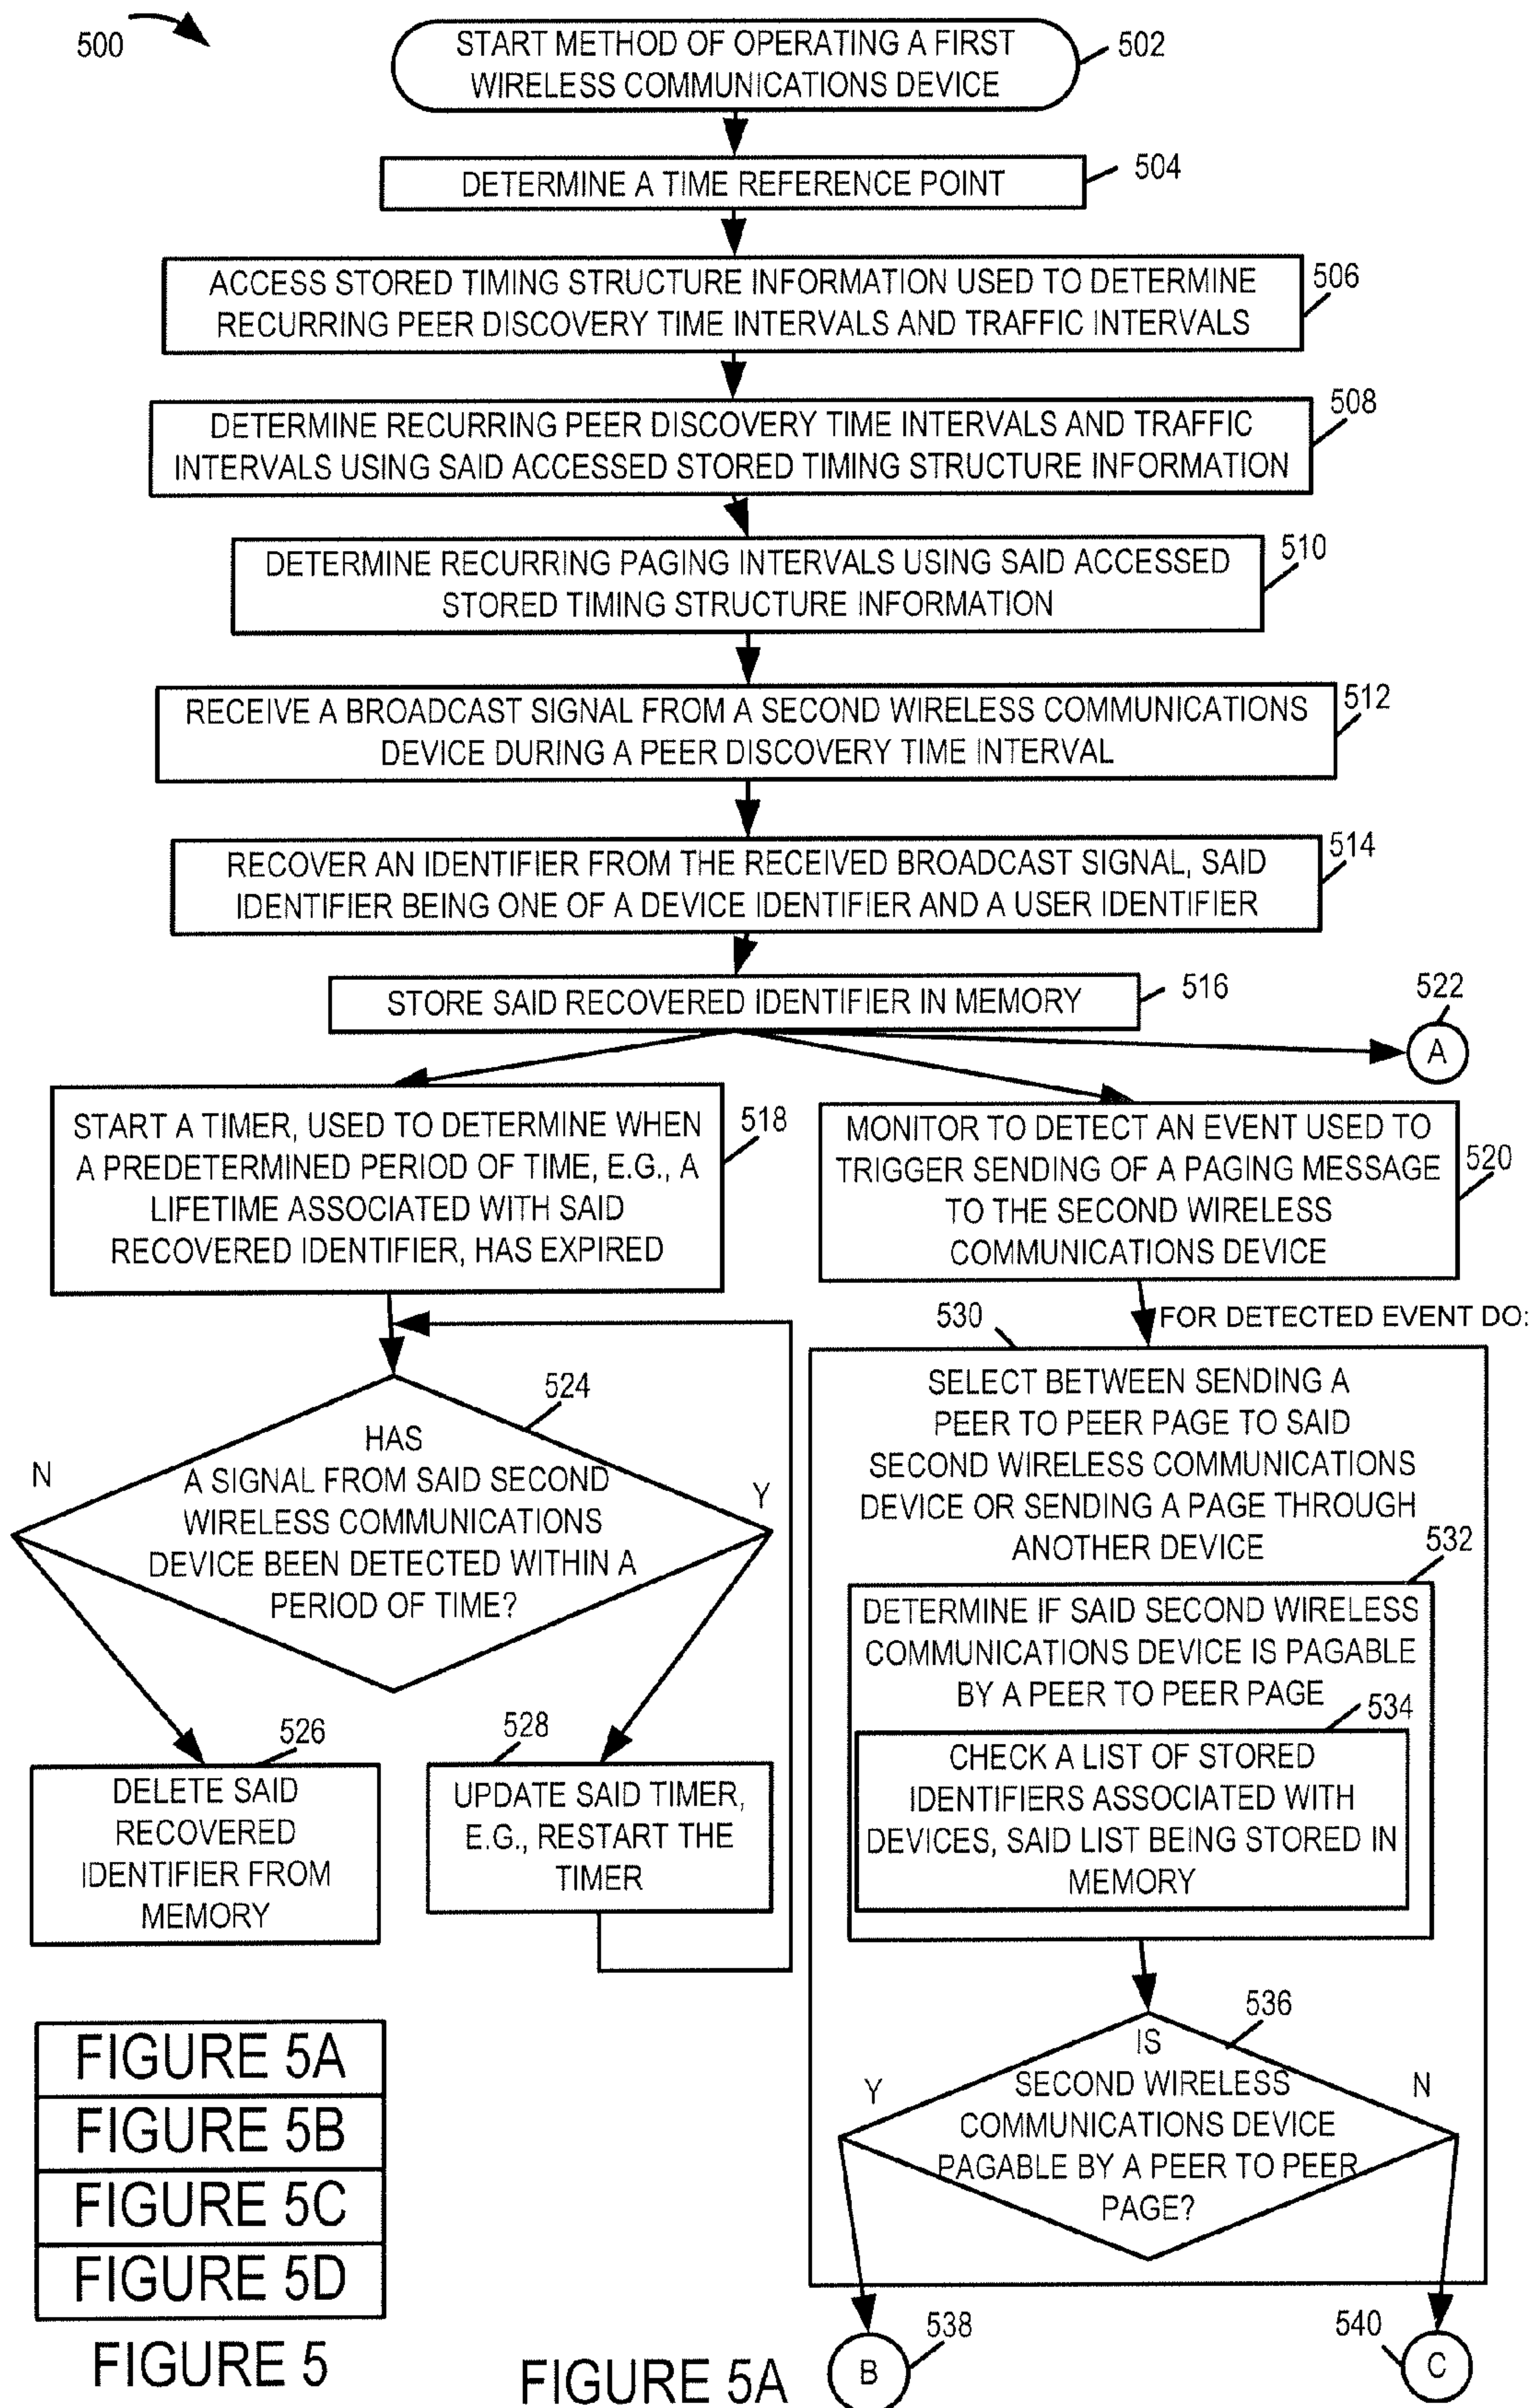 500
START METHOD OF OPERATING A FIRST
WIRELESS COMMUNICATIONS DEVICE
502
DETERMINE A TIME REFERENCE POINT
504
ACCESS STORED TIMING STRUCTURE INFORMATION USED TO DETERMINE
RECURRING PEER DISCOVERY TIME INTERVALS AND TRAFFIC INTERVALS
506
DETERMINE RECURRING PEER DISCOVERY TIME INTERVALS AND TRAFFIC
INTERVALS USING SAID ACCESSED STORED TIMING STRUCTURE INFORMATION
508
DETERMINE RECURRING PAGING INTERVALS USING SAID ACCESSED
STORED TIMING STRUCTURE INFORMATION
510
RECEIVE A BROADCAST SIGNAL FROM A SECOND WIRELESS COMMUNICATIONS
DEVICE DURING A PEER DISCOVERY TIME INTERVAL
512
RECOVER AN IDENTIFIER FROM THE RECEIVED BROADCAST SIGNAL, SAID
IDENTIFIER BEING ONE OF A DEVICE IDENTIFIER AND A USER IDENTIFIER
514
STORE SAID RECOVERED IDENTIFIER IN MEMORY
516
522
A
START A TIMER, USED TO DETERMINE WHEN
A PREDETERMINED PERIOD OF TIME, E.G., A
LIFETIME ASSOCIATED WITH SAID
RECOVERED IDENTIFIER, HAS EXPIRED
518
MONITOR TO DETECT AN EVENT USED TO
TRIGGER SENDING OF A PAGING MESSAGE
TO THE SECOND WIRELESS
COMMUNICATIONS DEVICE
520
524
HAS
A SIGNAL FROM SAID SECOND
WIRELESS COMMUNICATIONS
DEVICE BEEN DETECTED WITHIN A
PERIOD OF TIME?
N
Y
526
DELETE SAID
RECOVERED
IDENTIFIER FROM
MEMORY
528
UPDATE SAID TIMER,
E.G., RESTART THE
TIMER
530
FOR DETECTED EVENT DO:
SELECT BETWEEN SENDING A
PEER TO PEER PAGE TO SAID
SECOND WIRELESS COMMUNICATIONS
DEVICE OR SENDING A PAGE THROUGH
ANOTHER DEVICE
532
DETERMINE IF SAID SECOND WIRELESS
COMMUNICATIONS DEVICE IS PAGABLE
BY A PEER TO PEER PAGE
534
CHECK A LIST OF STORED
IDENTIFIERS ASSOCIATED WITH
DEVICES, SAID LIST BEING STORED IN
MEMORY
536
IS
SECOND WIRELESS
COMMUNICATIONS DEVICE
PAGABLE BY A PEER TO PEER
PAGE?
Y
N
B
538
540
C
FIGURE 5A
FIGURE 5B
FIGURE 5C
FIGURE 5D
FIGURE 5
FIGURE 5A